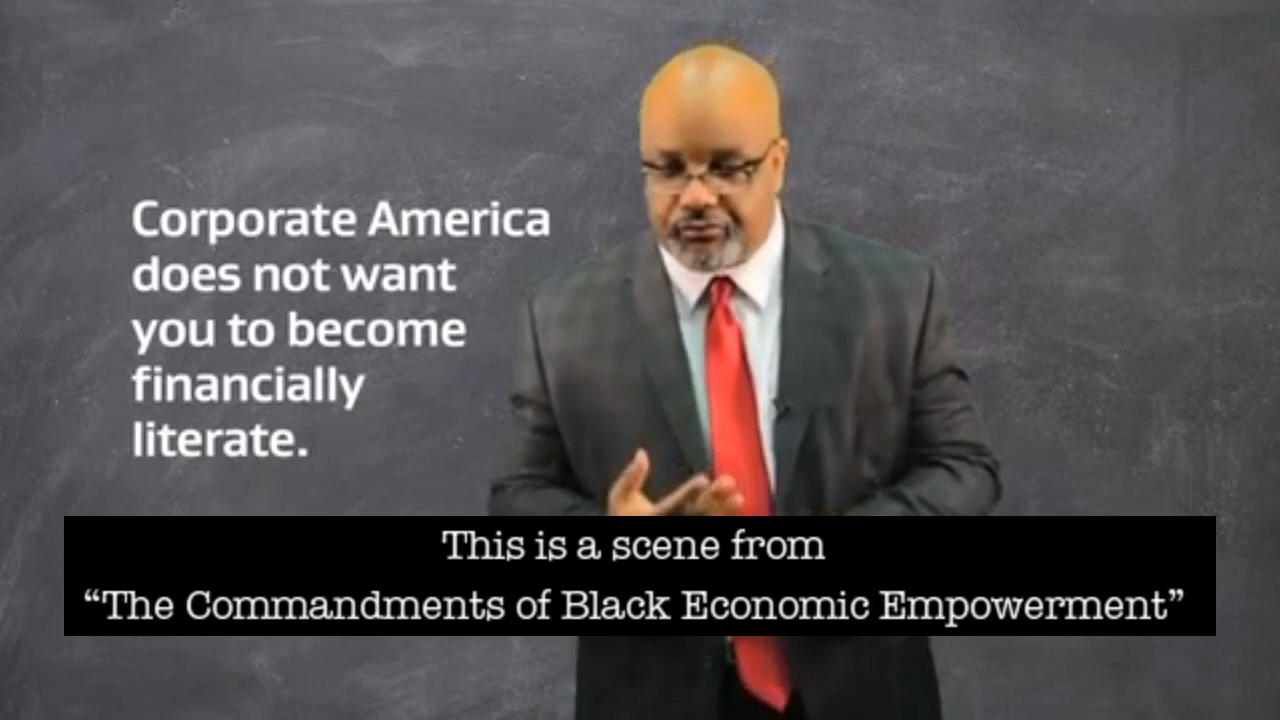 Corporate America
does not want
you to become
financially
literate.
This is a scene from
“The Commandments of Black Economic Empowerment”